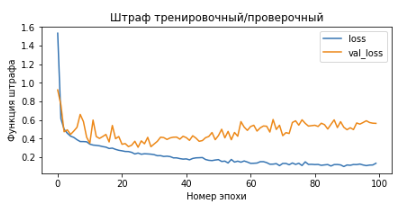 Штраф тренировочный/проверочный
loss
val_loss
Функция штрафа
1.6
1.4
1.2
1.0
0.8
0.6
0.4
0.2
0
20
40
60
80
100
Номер эпохи